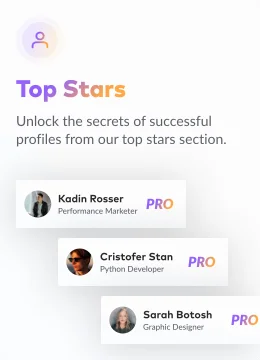 Top Stars
Unlock the secrets of successful
profiles from our top stars section.
Kadin Rosser
Performance Marketer
PRO
Cristofer Stan
Python Developer
PRO
Sarah Botosh
Graphic Designer
PRO